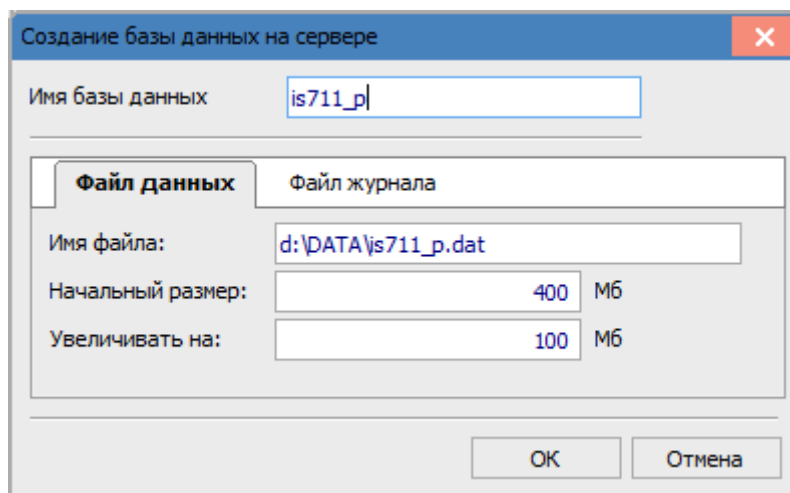 Создание базы данных на сервере
Имя базы данных is711_p
Файл данных Файл журнала
Имя файла: d:\DATA\is711_p.dat
Начальный размер: 400 Мб
Увеличивать на: 100 Мб
OK Отмена